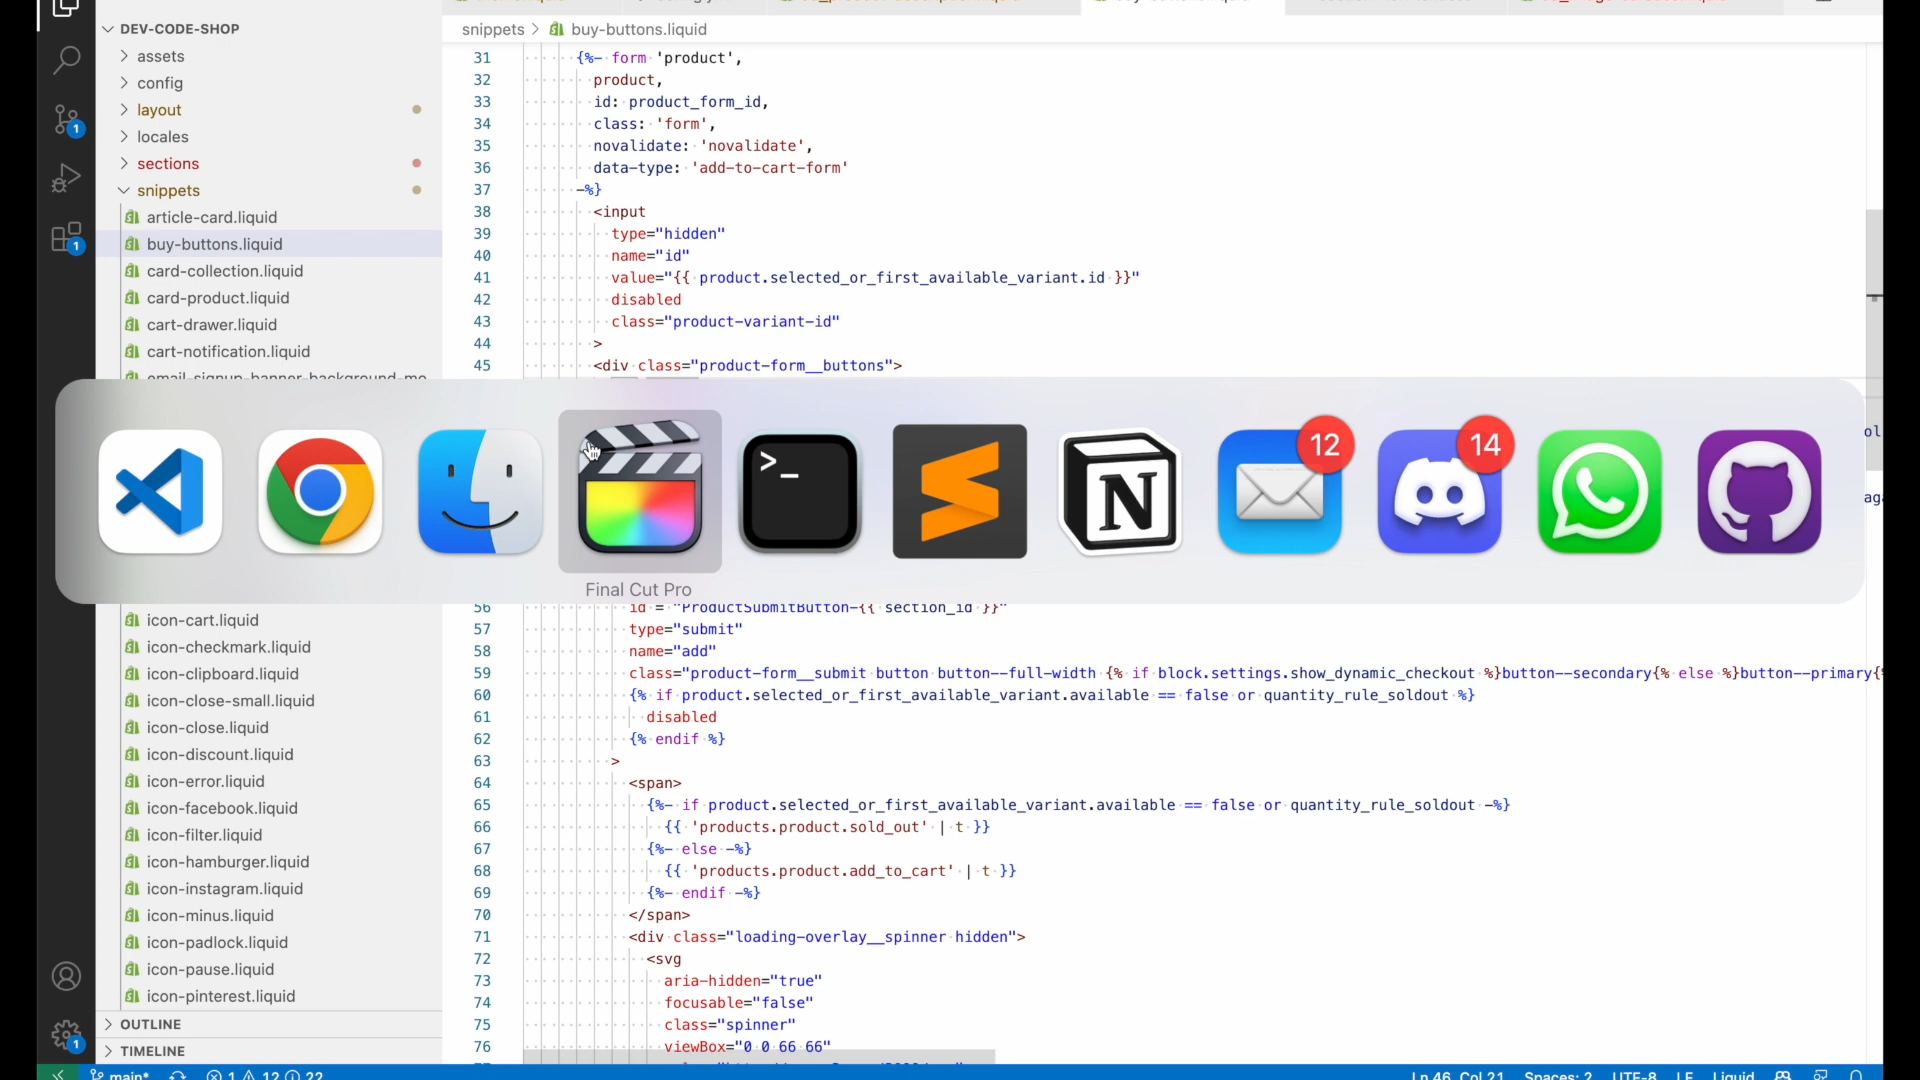 DEV-CODE-SHOP
assets
config
layout
locales
sections
snippets
article-card.liquid
buy-buttons.liquid
card-collection.liquid
card-product.liquid
cart-drawer.liquid
cart-notification.liquid
snippets > buy-buttons.liquid
31 {%- form 'product',
32 product,
33 id: product_form_id,
34 class: 'form',
35 novalidate: 'novalidate',
36 data-type: 'add-to-cart-form'
37 -%}
38 <input
39 type="hidden"
40 name="id"
41 value="{{ product.selected_or_first_available_variant.id }}"
42 disabled
43 class="product-variant-id"
44 >
45 <div class="product-form__buttons">
>_
N
12
14
Final Cut Pro
icon-cart.liquid
icon-checkmark.liquid
icon-clipboard.liquid
icon-close-small.liquid
icon-close.liquid
icon-discount.liquid
icon-error.liquid
icon-facebook.liquid
icon-filter.liquid
icon-hamburger.liquid
icon-instagram.liquid
icon-minus.liquid
icon-padlock.liquid
icon-pause.liquid
icon-pinterest.liquid
OUTLINE
TIMELINE
56 id = "ProductSubmitButton-{{ section_id }}"
57 type="submit"
58 name="add"
59 class="product-form__submit button button--full-width {% if block.settings.show_dynamic_checkout %}button--secondary{% else %}button--primary{%
60 {% if product.selected_or_first_available_variant.available == false or quantity_rule_soldout %}
61 disabled
62 {% endif %}
63 >
64 <span>
65 {%- if product.selected_or_first_available_variant.available == false or quantity_rule_soldout -%}
66 {{ 'products.product.sold_out' | t }}
67 {%- else -%}
68 {{ 'products.product.add_to_cart' | t }}
69 {%- endif -%}
70 </span>
71 <div class="loading-overlay__spinner hidden">
72 <svg
73 aria-hidden="true"
74 focusable="false"
75 class="spinner"
76 viewBox="0 0 66 66"
main* 1 12 22
Ln 46, Col 21 Spaces: 2 UTF-8 LF Liquid